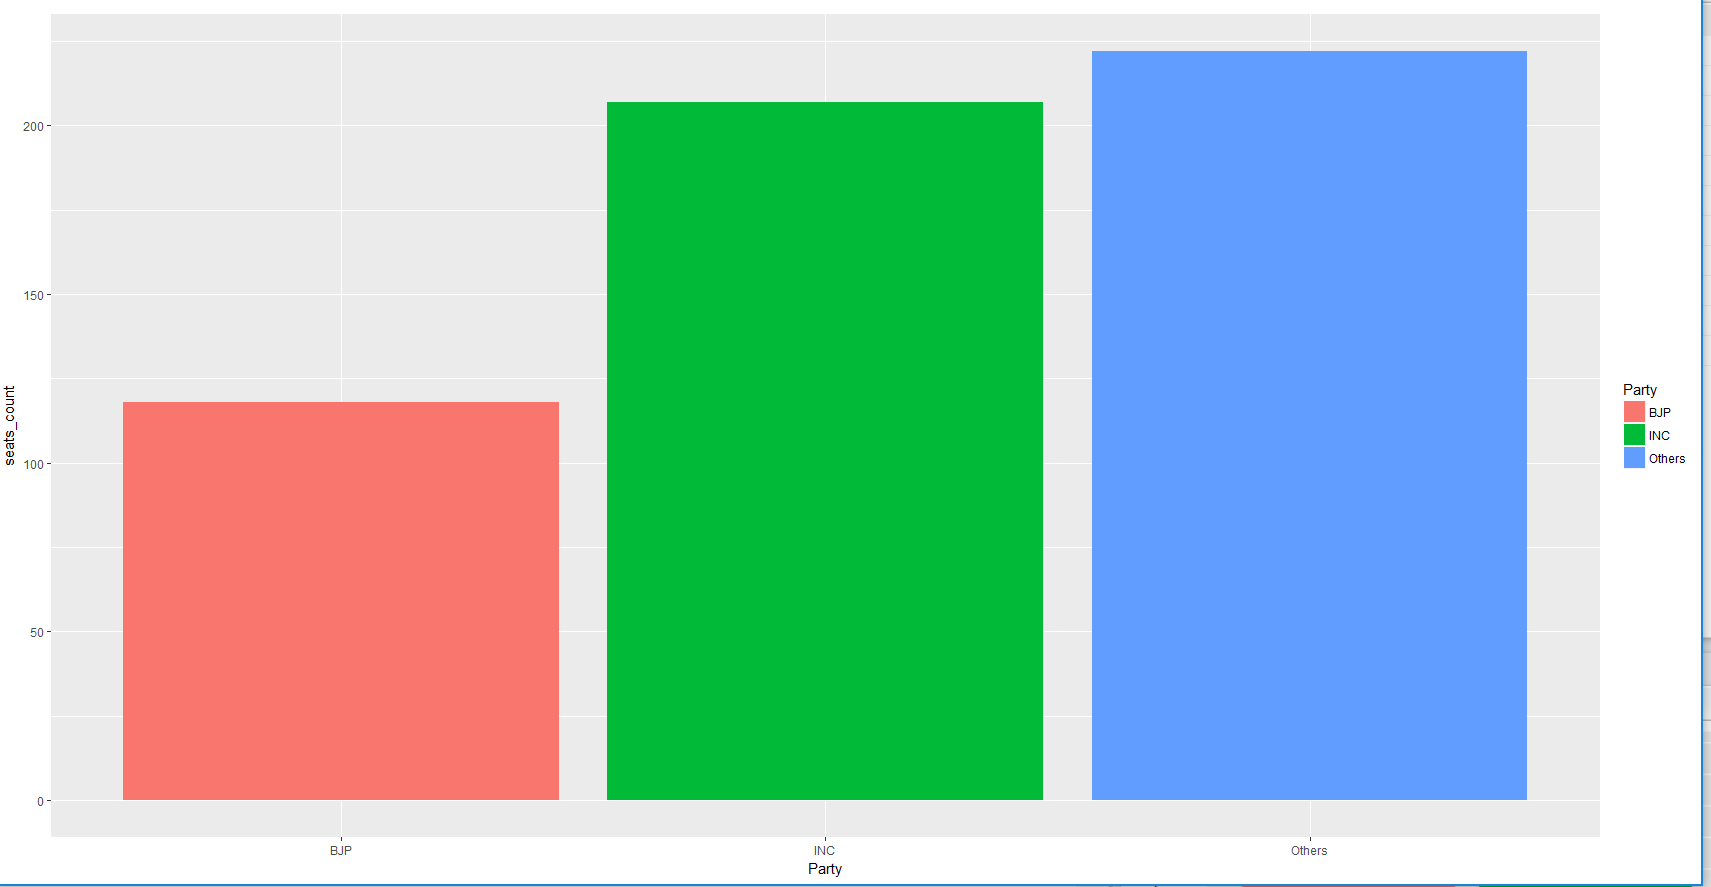 seats_count
200
150
100
50
0
BJP
INC
Others
Party
Party
BJP
INC
Others